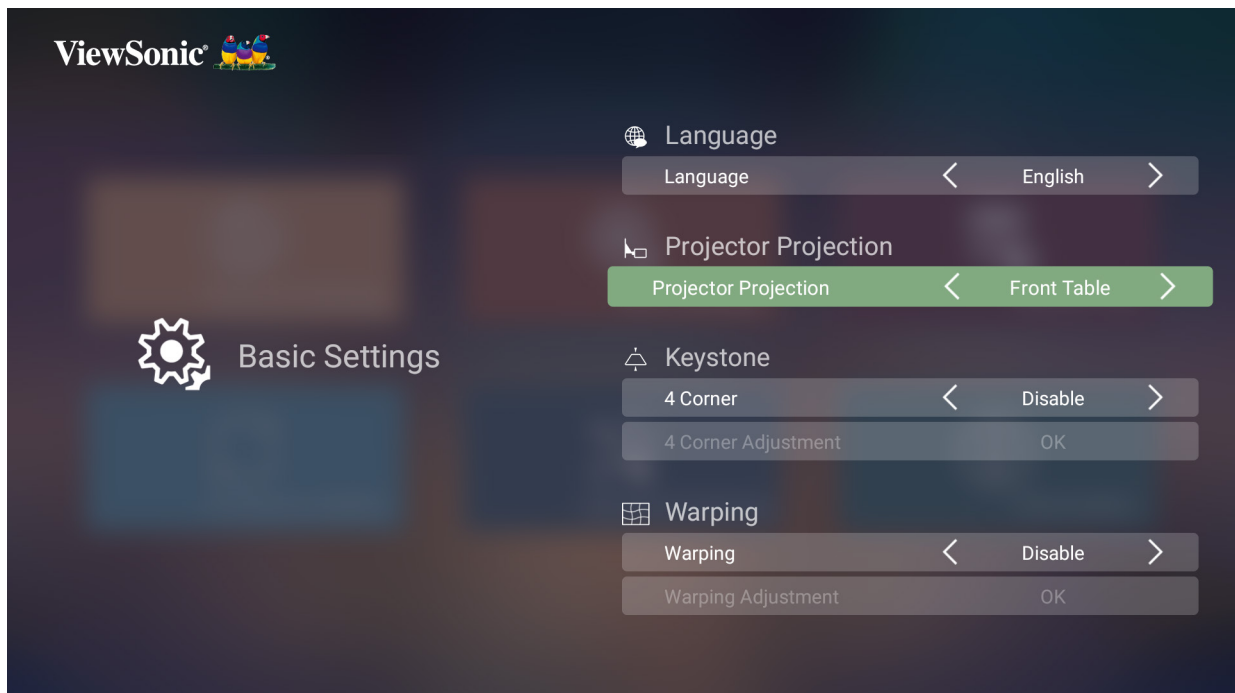 ViewSonic®
Language
Language English
Projector Projection
Projector Projection Front Table
Basic Settings
Keystone
4 Corner Disable
4 Corner Adjustment OK
Warping
Warping Disable
Warping Adjustment OK